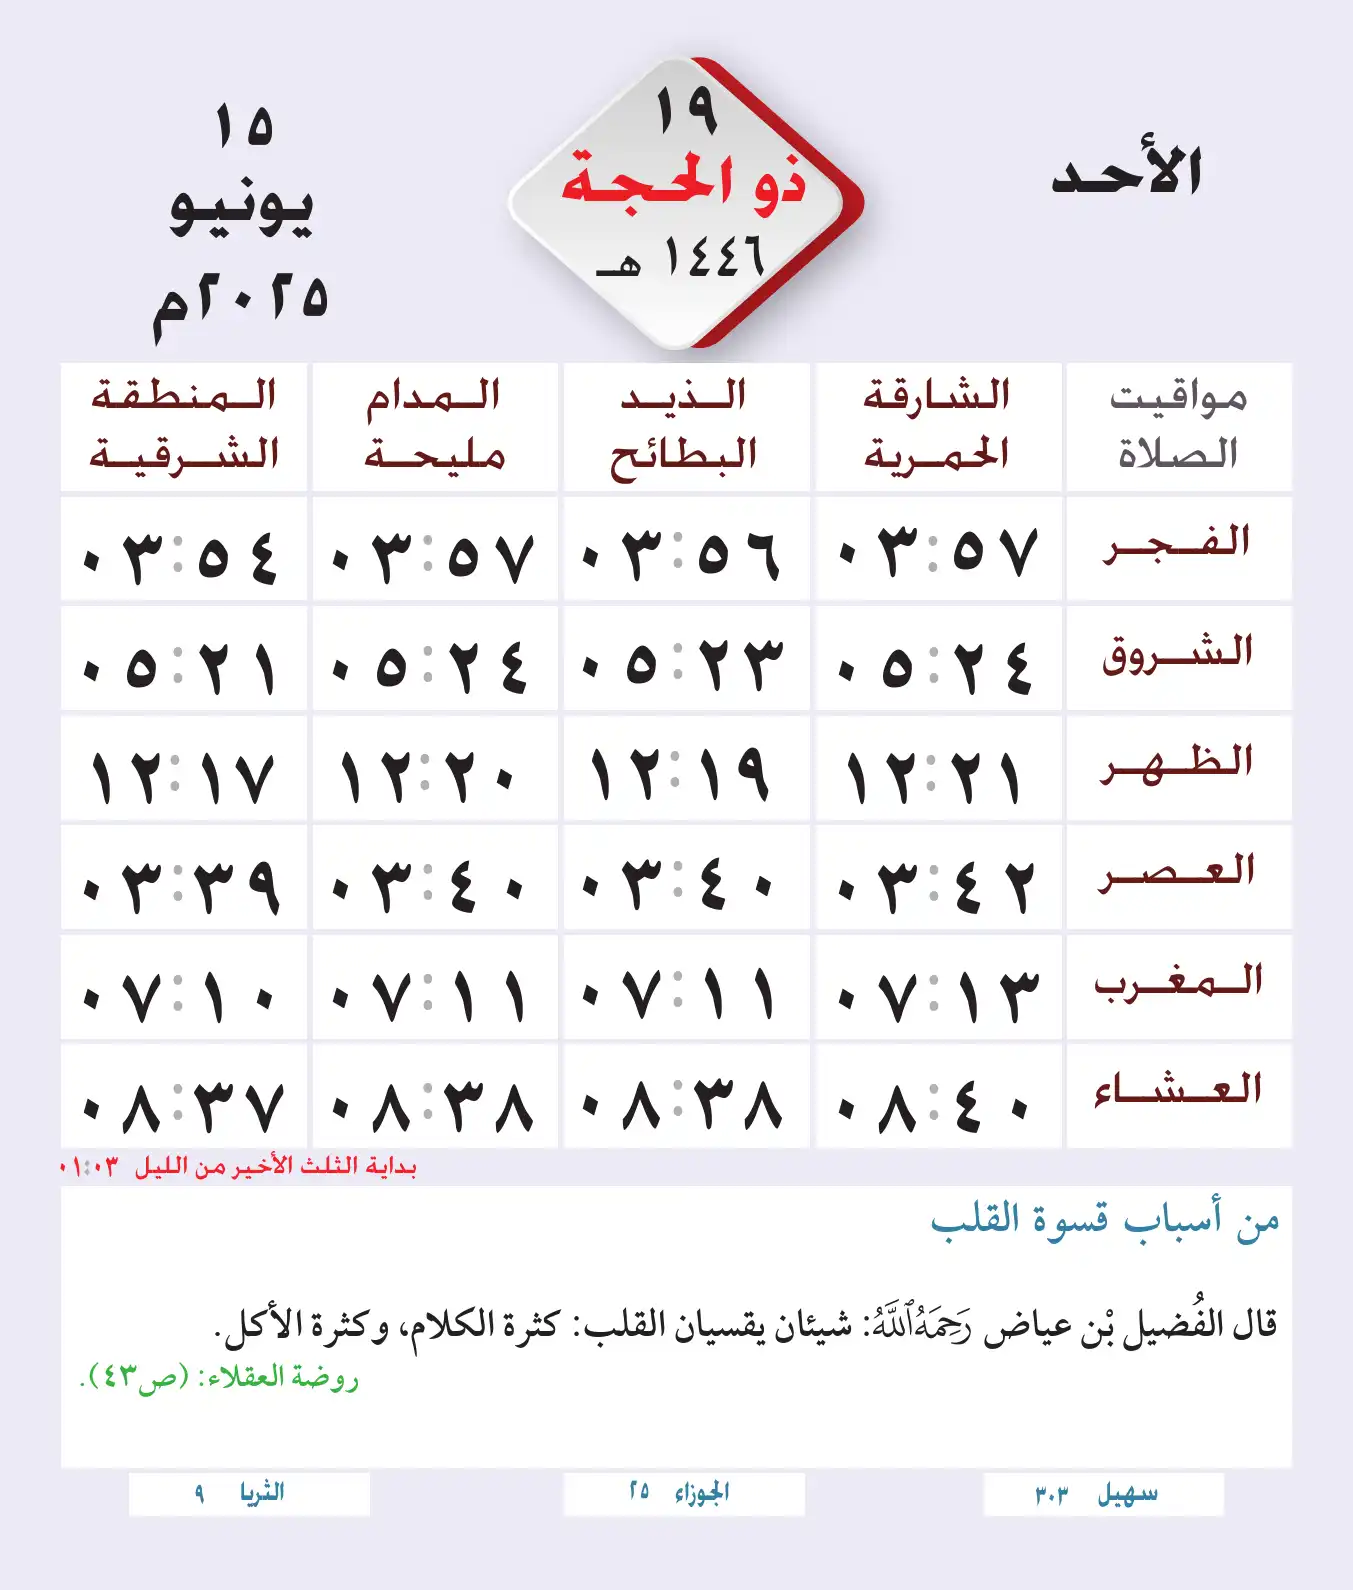 الأحد
١٩
ذو الحجة
١٤٤٦ هـ
١٥
يونيو
٢٠٢٥م
مواقيت الصلاة الشارقة الحمرية الذيد البطائح المدام مليحة المنطقة الشرقية
الفجر ٠٣:٥٧ ٠٣:٥٦ ٠٣:٥٧ ٠٣:٥٤
الشروق ٠٥:٢٤ ٠٥:٢٣ ٠٥:٢٤ ٠٥:٢١
الظهر ١٢:٢١ ١٢:١٩ ١٢:٢٠ ١٢:١٧
العصر ٠٣:٤٢ ٠٣:٤٠ ٠٣:٤٠ ٠٣:٣٩
المغرب ٠٧:١٣ ٠٧:١١ ٠٧:١١ ٠٧:١٠
العشاء ٠٨:٤٠ ٠٨:٣٨ ٠٨:٣٨ ٠٨:٣٧
بداية الثلث الأخير من الليل ٠١:٠٣
من أسباب قسوة القلب
قال الفُضيل بْن عياض رَحِمَهُ ٱللَّهُ: شيئان يقسيان القلب: كثرة الكلام، وكثرة الأكل.
روضة العقلاء: (ص٤٣).
سهيل ٣٠٣
الجوزاء ٢٥
الثريا ٩